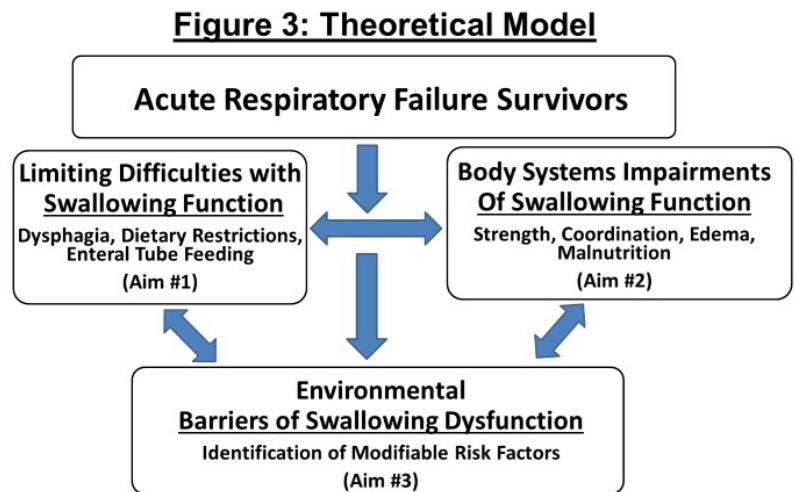 Figure 3: Theoretical Model
Acute Respiratory Failure Survivors
Limiting Difficulties with
Swallowing Function
Dysphagia, Dietary Restrictions,
Enteral Tube Feeding
(Aim #1)
Body Systems Impairments
Of Swallowing Function
Strength, Coordination, Edema,
Malnutrition
(Aim #2)
Environmental
Barriers of Swallowing Dysfunction
Identification of Modifiable Risk Factors
(Aim #3)